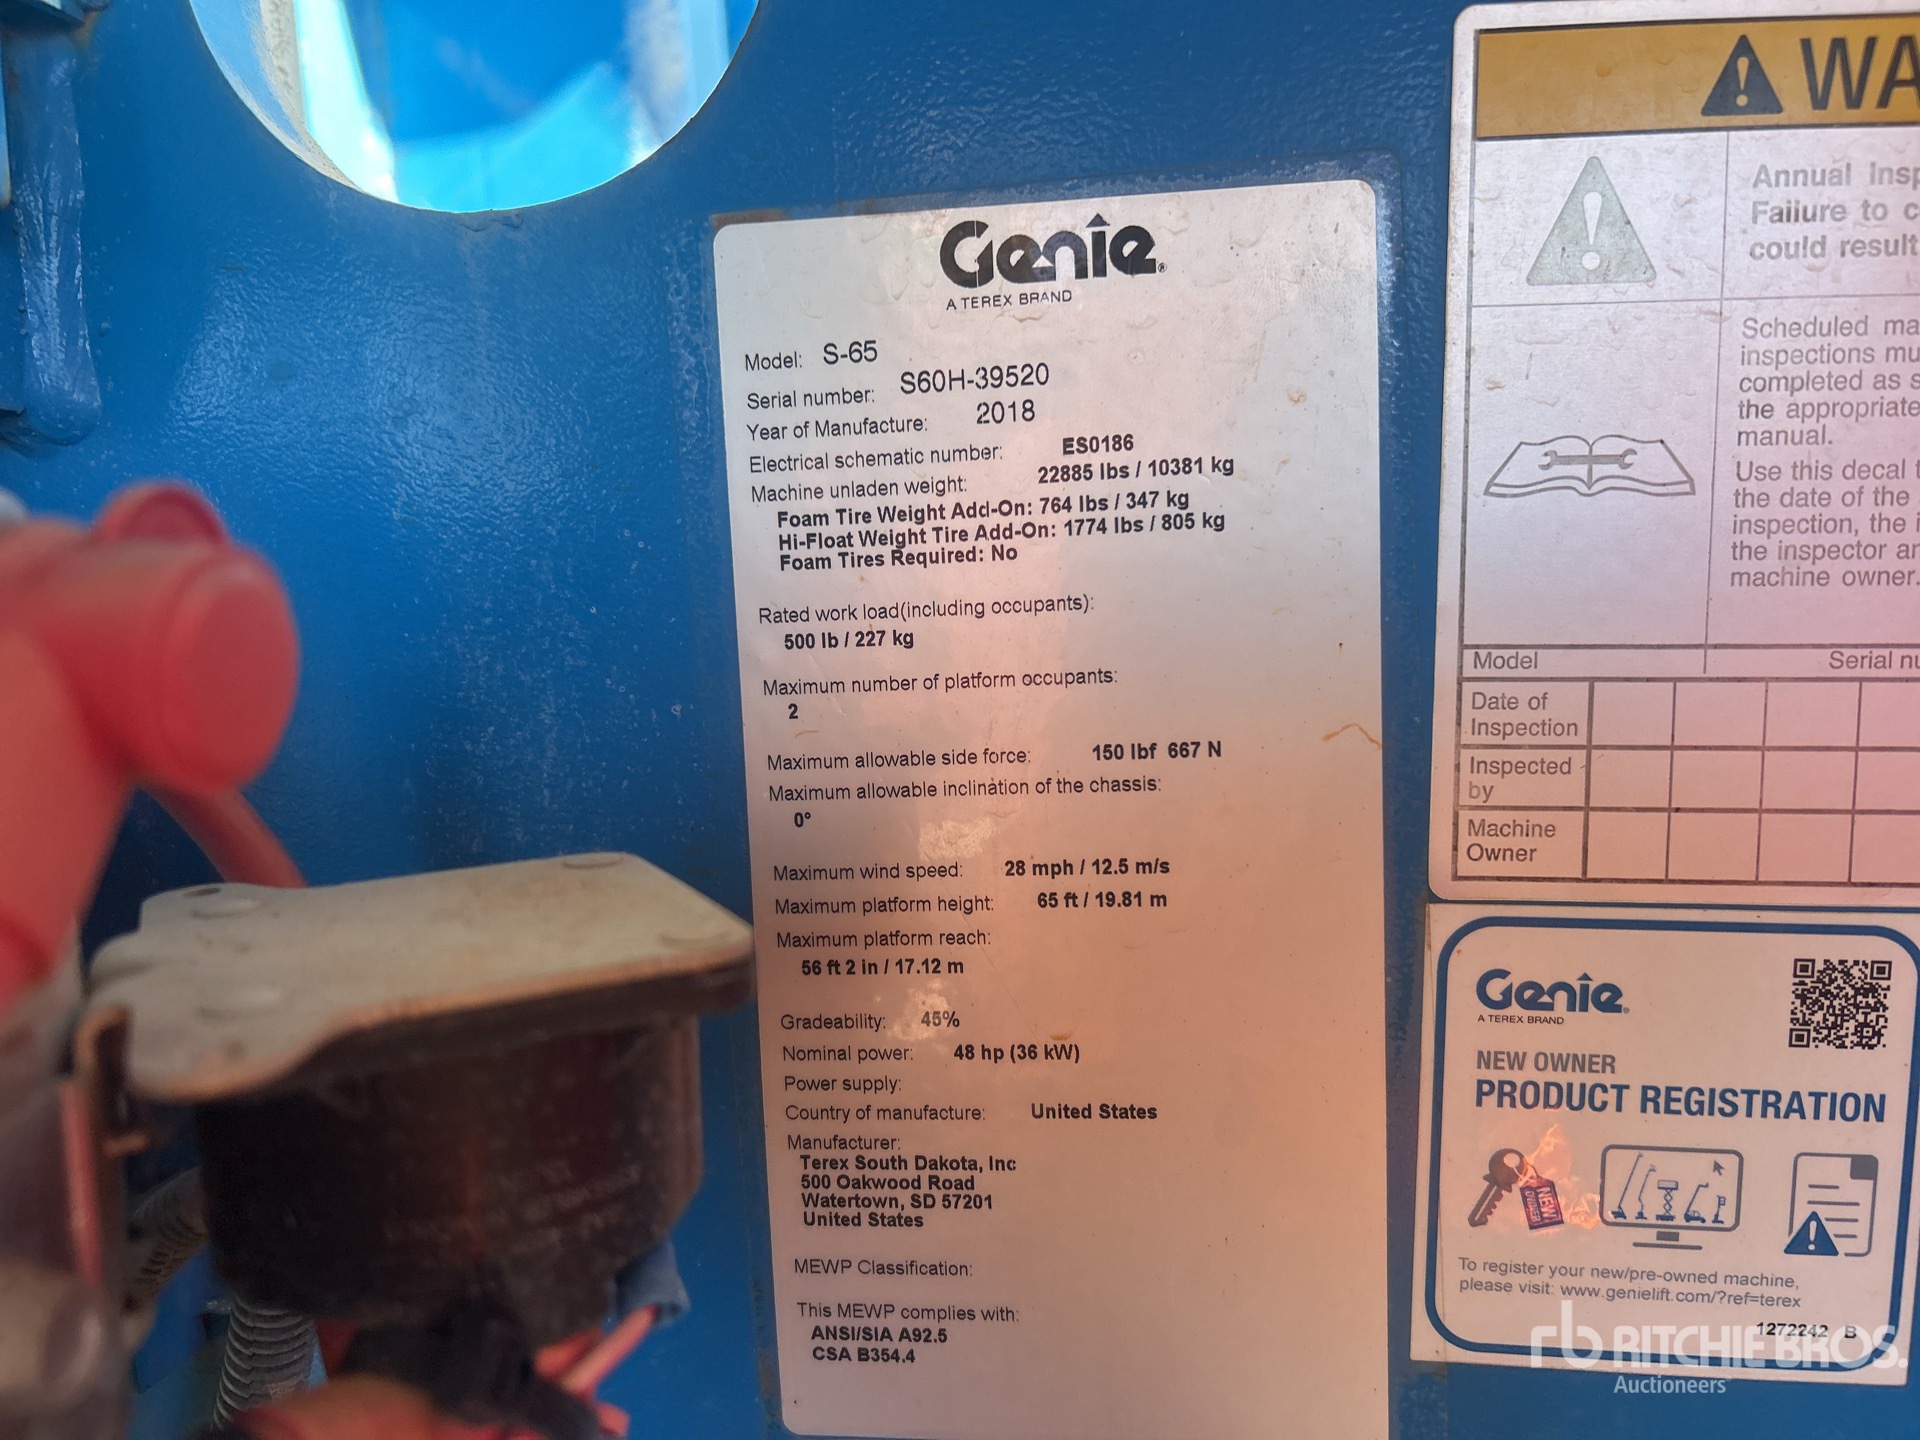 Genie®
A TEREX BRAND
Model: S-65
Serial number: S60H-39520
Year of Manufacture: 2018
Electrical schematic number: ES0186
Machine unladen weight: 22885 lbs / 10381 kg
Foam Tire Weight Add-On: 764 lbs / 347 kg
Hi-Float Weight Tire Add-On: 1774 lbs / 805 kg
Foam Tires Required: No
Rated work load(including occupants):
500 lb / 227 kg
Maximum number of platform occupants:
2
Maximum allowable side force: 150 lbf 667 N
Maximum allowable inclination of the chassis:
0°
Maximum wind speed: 28 mph / 12.5 m/s
Maximum platform height: 65 ft / 19.81 m
Maximum platform reach:
56 ft 2 in / 17.12 m
Gradeability: 45%
Nominal power: 48 hp (36 kW)
Power supply:
Country of manufacture: United States
Manufacturer:
Terex South Dakota, Inc
500 Oakwood Road
Watertown, SD 57201
United States
MEWP Classification:
This MEWP complies with:
ANSI/SIA A92.5
CSA B354.4
WA
Annual Insp
Failure to c
could result
Scheduled ma
inspections mu
completed as s
the appropriate
manual.
Use this decal t
the date of the
inspection, the i
the inspector an
machine owner.
Model Serial nu
Date of
Inspection
Inspected
by
Machine
Owner
Genie®
A TEREX BRAND
NEW OWNER
PRODUCT REGISTRATION
NEW OWNER
To register your new/pre-owned machine,
please visit: www.genielift.com/?ref=terex
1272242 B
rb RITCHIE BROS.
Auctioneers